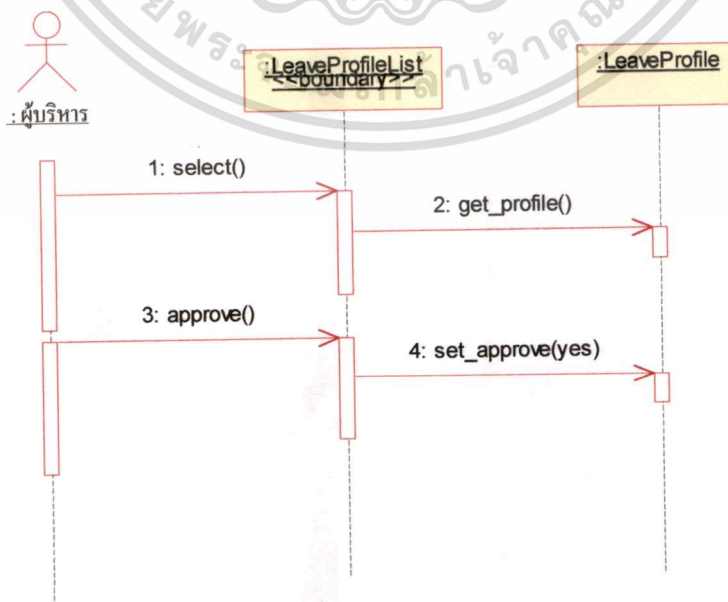 :LeaveProfileList
<<boundary>>
:LeaveProfile
: ผู้บริหาร
1: select()
2: get_profile()
3: approve()
4: set_approve(yes)